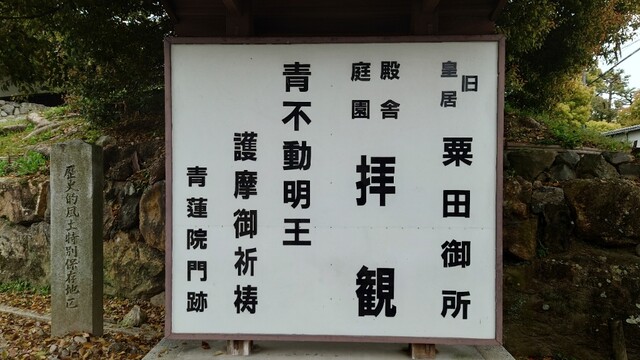 旧皇居 粟田御所
殿舎庭園 拝観
青不動明王
護摩御祈祷
青蓮院門跡
歴史的風土特別保存地区